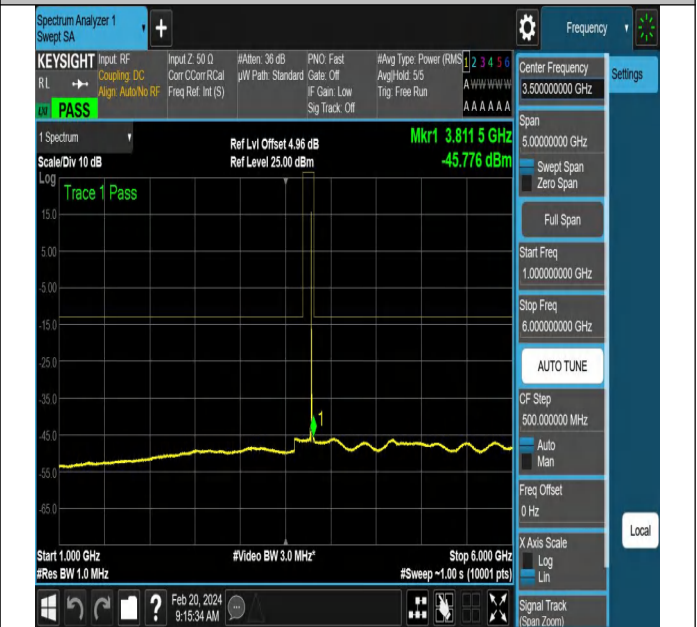 Spectrum Analyzer 1
Swept SA
+
Frequency
KEYSIGHT
RL
PASS
Input: RF
Coupling: DC
Align: Auto/No RF
Input Z: 50 Ω
Corr CCorr RCal
Freq Ref: Int (S)
#Atten: 36 dB
µW Path: Standard
PNO: Fast
Gate: Off
IF Gain: Low
Sig Track: Off
#Avg Type: Power (RMS
Avg|Hold: 5/5
Trig: Free Run
1 2 3 4 5 6
A W W W W W
A A A A A A
1 Spectrum
Scale/Div 10 dB
Ref Lvl Offset 4.96 dB
Ref Level 25.00 dBm
Mkr1 3.811 5 GHz
-45.776 dBm
Log
Trace 1 Pass
15.0
5.00
-5.00
-15.0
-25.0
-35.0
-45.0
-55.0
-65.0
1
Start 1.000 GHz
#Res BW 1.0 MHz
#Video BW 3.0 MHz*
Stop 6.000 GHz
#Sweep ~1.00 s (10001 pts)
Feb 20, 2024
9:15:34 AM
?
Center Frequency
3.500000000 GHz
Settings
Span
5.00000000 GHz
Swept Span
Zero Span
Full Span
Start Freq
1.000000000 GHz
Stop Freq
6.000000000 GHz
AUTO TUNE
CF Step
500.000000 MHz
Auto
Man
Freq Offset
0 Hz
X Axis Scale
Log
Lin
Local
Signal Track
(Span Zoom)